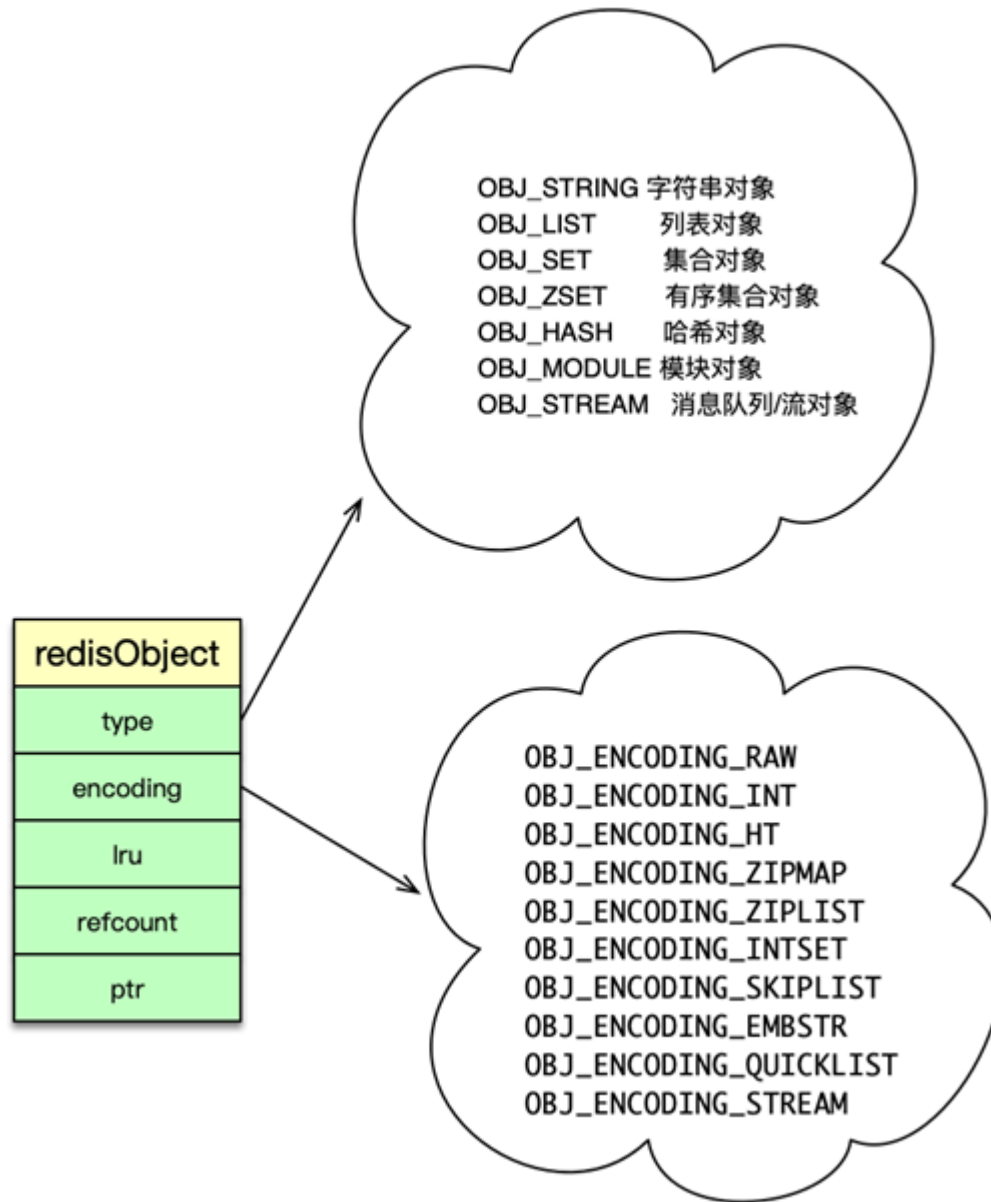 OBJ_STRING 字符串对象
OBJ_LIST 列表对象
OBJ_SET 集合对象
OBJ_ZSET 有序集合对象
OBJ_HASH 哈希对象
OBJ_MODULE 模块对象
OBJ_STREAM 消息队列/流对象
redisObject
type
encoding
lru
refcount
ptr
OBJ_ENCODING_RAW
OBJ_ENCODING_INT
OBJ_ENCODING_HT
OBJ_ENCODING_ZIPMAP
OBJ_ENCODING_ZIPLIST
OBJ_ENCODING_INTSET
OBJ_ENCODING_SKIPLIST
OBJ_ENCODING_EMBSTR
OBJ_ENCODING_QUICKLIST
OBJ_ENCODING_STREAM